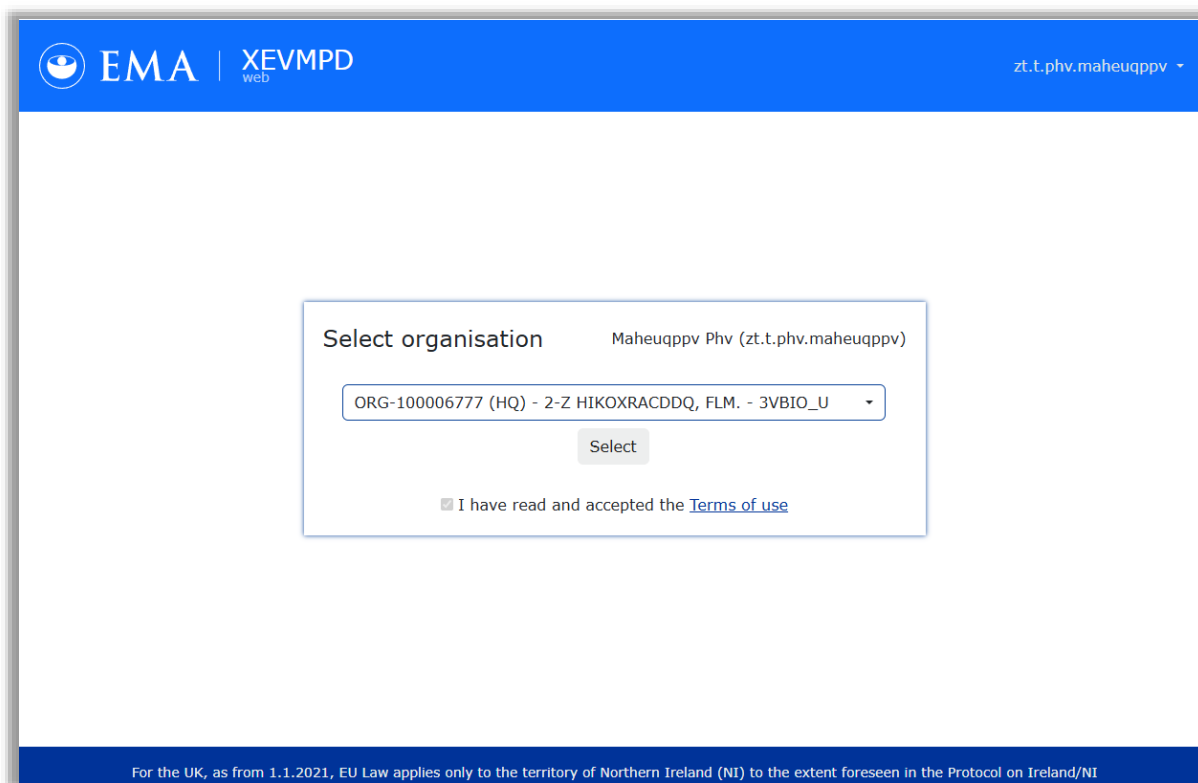 EMA
XEVMPD
web
zt.t.phv.maheuqppv
Select organisation
Maheuqppv Phv (zt.t.phv.maheuqppv)
ORG-100006777 (HQ) - 2-Z HIKOXRACDDQ, FLM. - 3VBIO_U
Select
I have read and accepted the Terms of use
For the UK, as from 1.1.2021, EU Law applies only to the territory of Northern Ireland (NI) to the extent foreseen in the Protocol on Ireland/NI